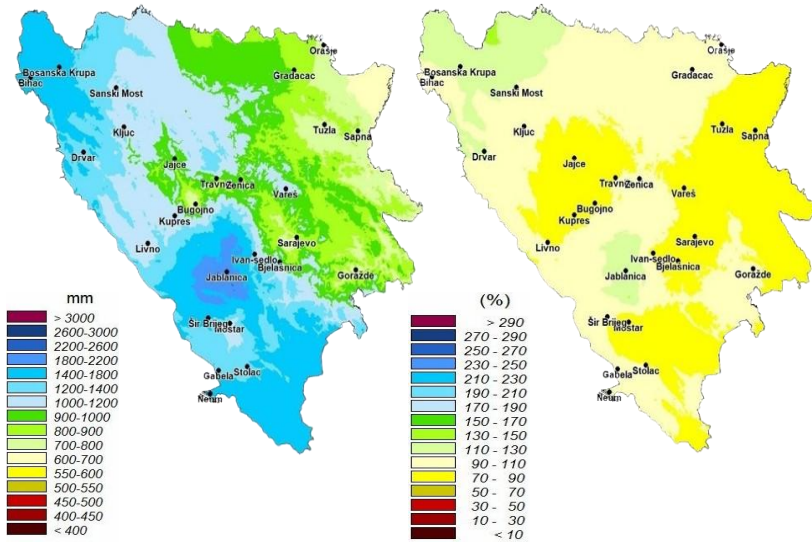 Orašje
Gradacac
Bosanska Krupa
Bihac
Sanski Most
Kljuc
Tužla
Sapna
Drvar
Jajce
Travnik
Zenica
Vareš
Bugojno
Kupres
Livno
Sarajevo
Ivan-sedlo
Bjelasnica
Jablanica
Goražde
Šir Brijeg
Mostar
Gabela
Stolac
Neum
mm
> 3000
2600-3000
2200-2600
1800-2200
1400-1800
1200-1400
1000-1200
900-1000
800-900
700-800
600-700
550-600
500-550
450-500
400-450
< 400
Orašje
Gradacac
Bosanska Krupa
Bihac
Sanski Most
Kljuc
Tužla
Sapna
Drvar
Jajce
Travnik
Zenica
Vareš
Bugojno
Kupres
Livno
Sarajevo
Ivan-sedlo
Bjelasnica
Jablanica
Goražde
Šir Brijeg
Mostar
Gabela
Stolac
Neum
(%)
> 290
270 - 290
250 - 270
230 - 250
210 - 230
190 - 210
170 - 190
150 - 170
130 - 150
110 - 130
90 - 110
70 - 90
50 - 70
30 - 50
10 - 30
< 10